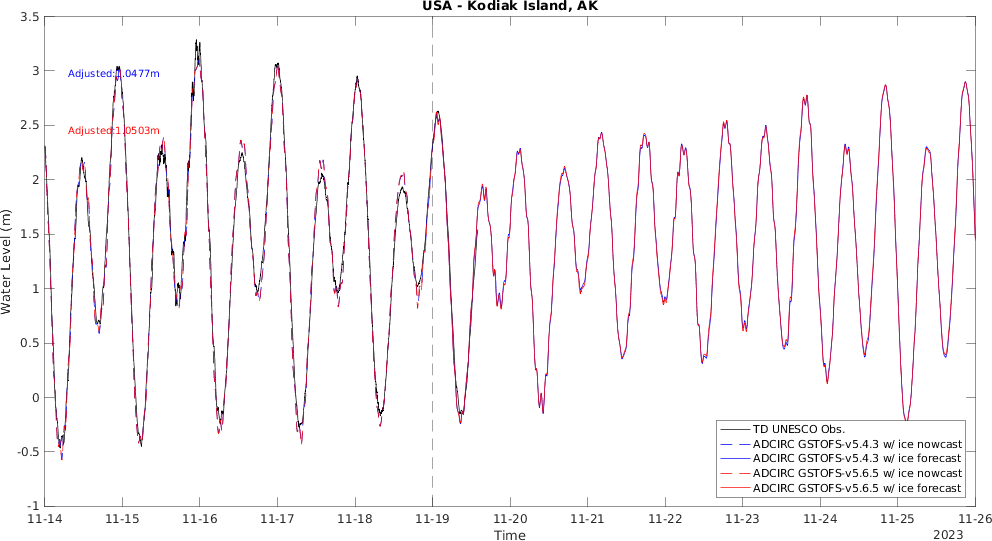 USA - Kodiak Island, AK
3.5
3
2.5
2
1.5
1
0.5
0
-0.5
-1
Water Level (m)
Adjusted:1.0477m
Adjusted:1.0503m
TD UNESCO Obs.
ADCIRC GSTOFS-v5.4.3 w/ ice nowcast
ADCIRC GSTOFS-v5.4.3 w/ ice forecast
ADCIRC GSTOFS-v5.6.5 w/ ice nowcast
ADCIRC GSTOFS-v5.6.5 w/ ice forecast
11-14 11-15 11-16 11-17 11-18 11-19 11-20 11-21 11-22 11-23 11-24 11-25 11-26
Time
2023